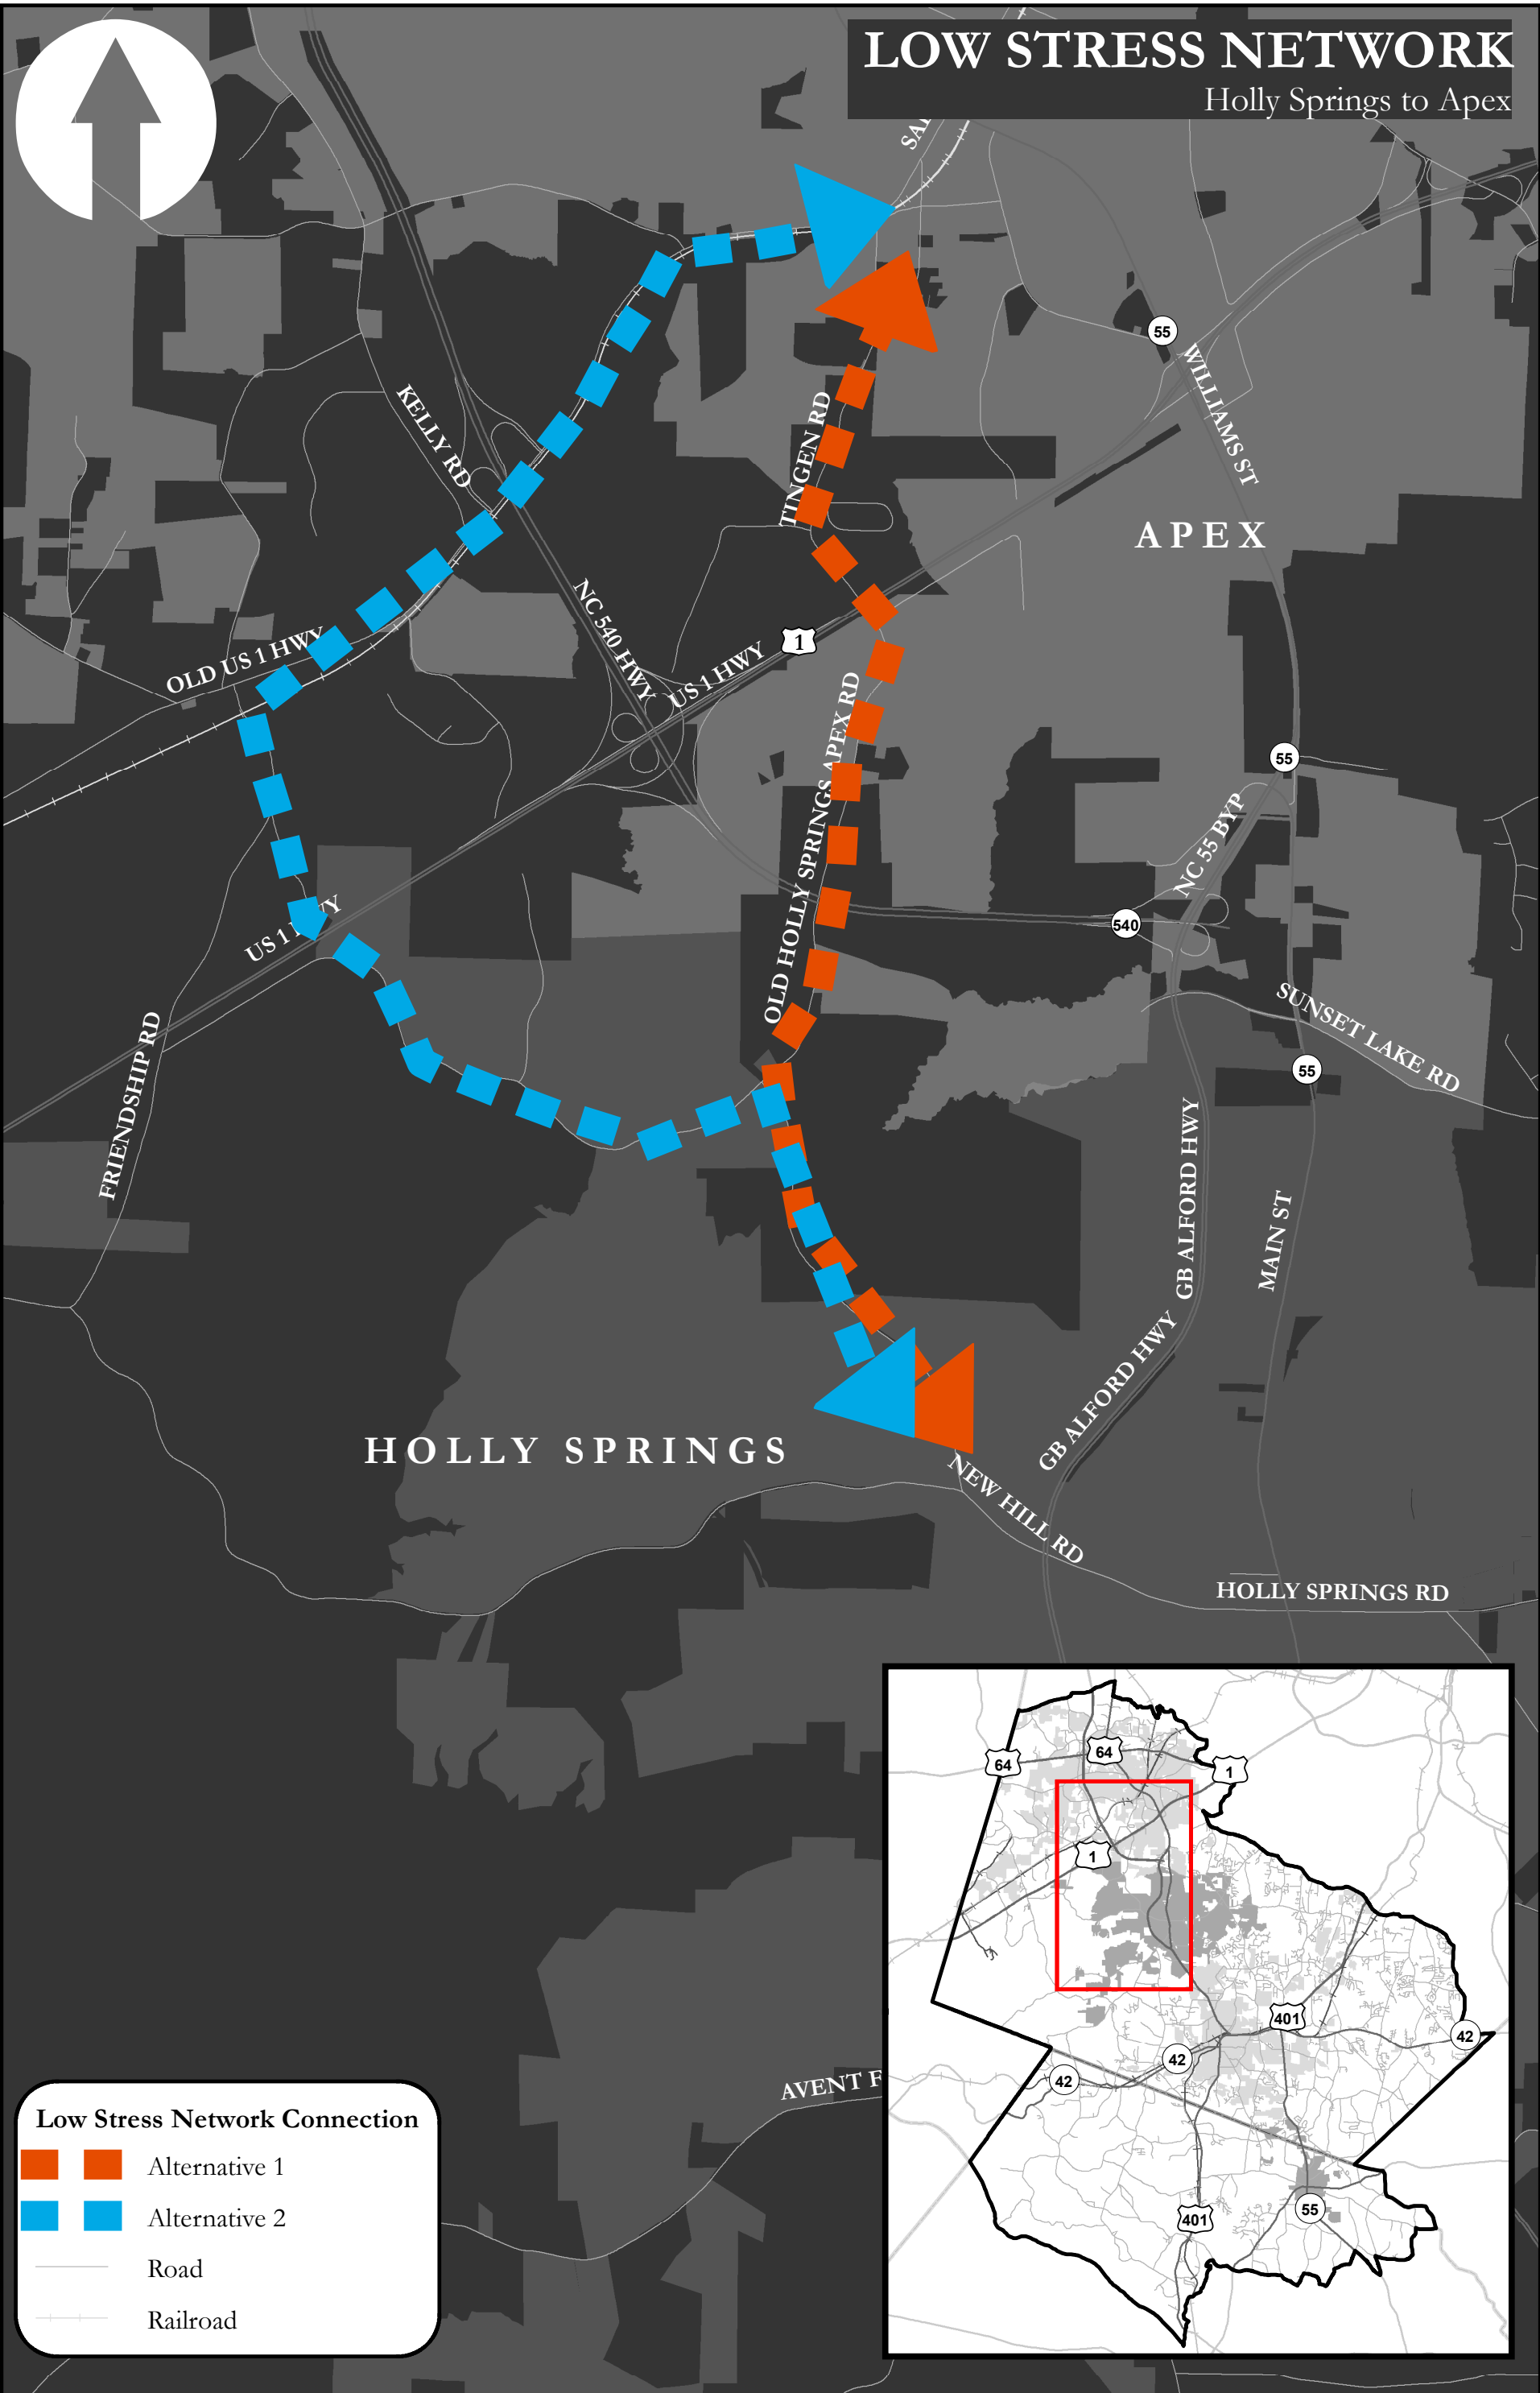 LOW STRESS NETWORK
Holly Springs to Apex
55
WILLIAMS ST
KELLY RD
TINGEN RD
APEX
NC 540 HWY
OLD US 1 HWY
US 1 HWY
1
OLD HOLLY SPRINGS APEX RD
55
NC 55 BYP
540
US 1
SUNSET LAKE RD
55
FRIENDSHIP RD
GB ALFORD HWY
MAIN ST
GB ALFORD HWY
HOLLY SPRINGS
NEW HILL RD
HOLLY SPRINGS RD
AVENT
64
64
1
1
401
42
42
42
401
55
Low Stress Network Connection
Alternative 1
Alternative 2
Road
Railroad